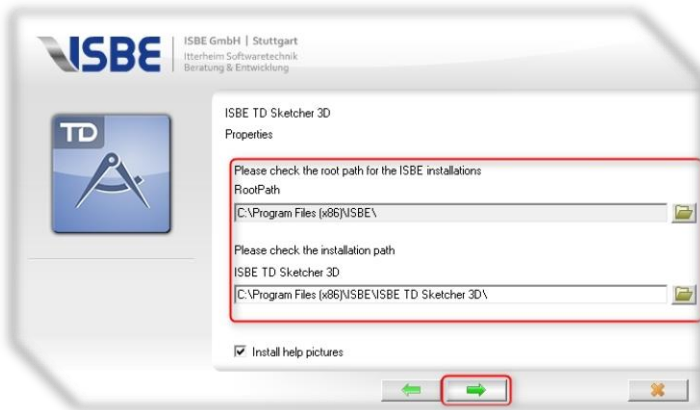 ISBE
ISBE GmbH | Stuttgart
Itterheim Softwaretechnik
Beratung & Entwicklung
TD
ISBE TD Sketcher 3D
Properties
Please check the root path for the ISBE installations
RootPath
C:\Program Files (x86)\ISBE\
Please check the installation path
ISBE TD Sketcher 3D
C:\Program Files (x86)\ISBE\ISBE TD Sketcher 3D\
Install help pictures